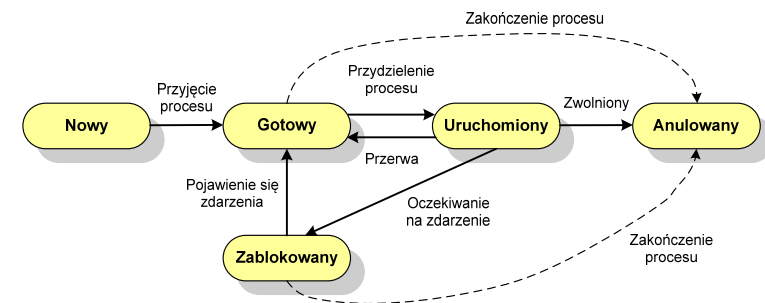 Zakończenie procesu
Przyjęcie
procesu
Przydzielenie
procesu
Zwolniony
Nowy
Gotowy
Uruchomiony
Anulowany
Przerwa
Pojawienie się
zdarzenia
Oczekiwanie
na zdarzenie
Zablokowany
Zakończenie
procesu